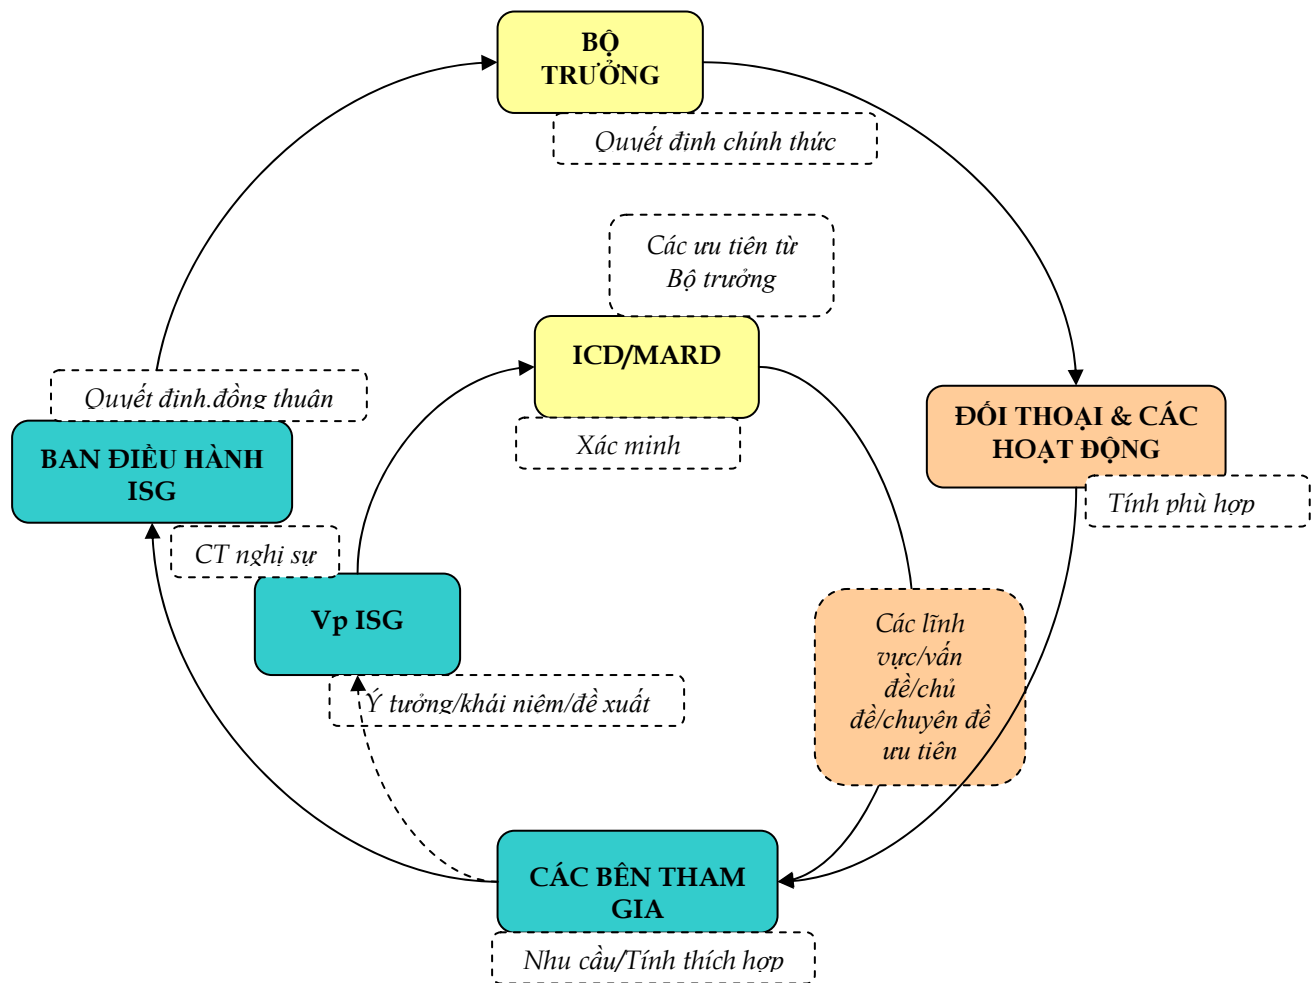 BỘ
TRƯỞNG
Quyết định chính thức
Các ưu tiên từ
Bộ trưởng
ICD/MARD
Xác minh
Quyết định.đồng thuận
BAN ĐIỀU HÀNH
ISG
ĐỐI THOẠI & CÁC
HOẠT ĐỘNG
Tính phù hợp
CT nghị sự
Vp ISG
Ý tưởng/khái niệm/đề xuất
Các lĩnh
vực/vấn
đề/chủ
đề/chuyên đề
ưu tiên
CÁC BÊN THAM
GIA
Nhu cầu/Tính thích hợp